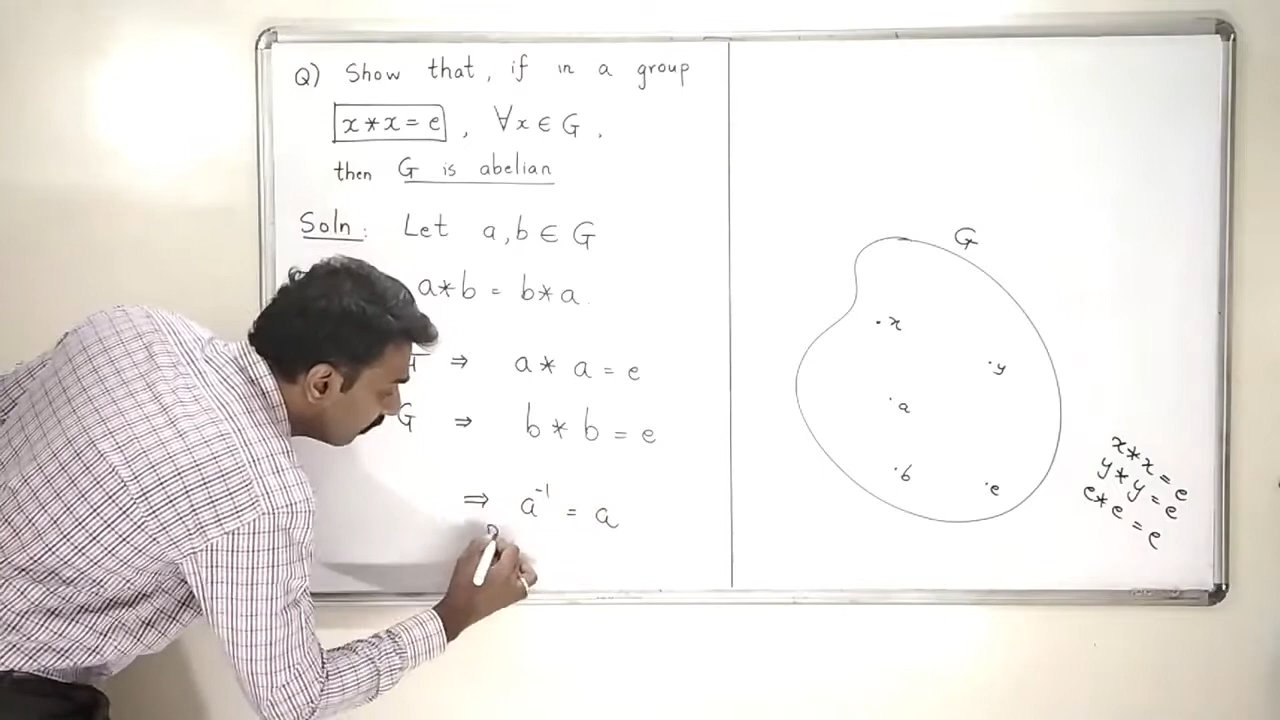 Q) Show that, if in a group
x * x = e , ∀x ∈ G ,
then G is abelian
Soln: Let a, b ∈ G
a*b = b*a.
⇒ a * a = e
G ⇒ b * b = e
⇒ a⁻¹ = a
G
x
y
a
b
e
x*x = e
y*y = e
e*e = e